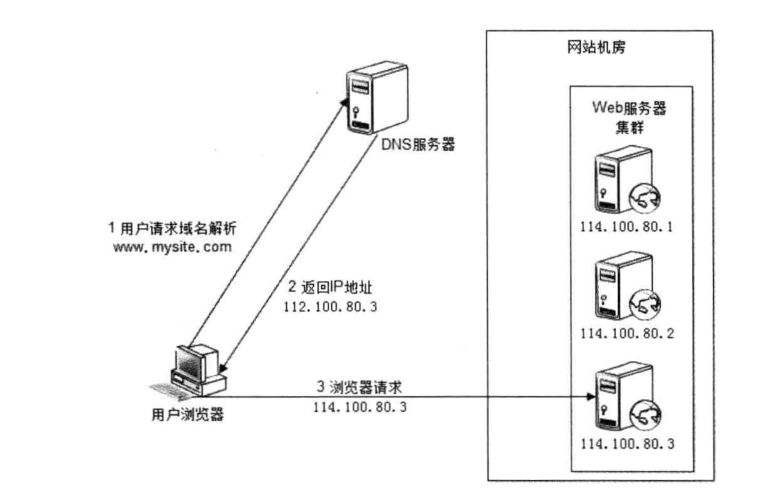 网站机房
Web服务器
集群
DNS服务器
114.100.80.1
1 用户请求域名解析
www.mysite.com
2 返回IP地址
112.100.80.3
114.100.80.2
3 浏览器请求
114.100.80.3
用户浏览器
114.100.80.3